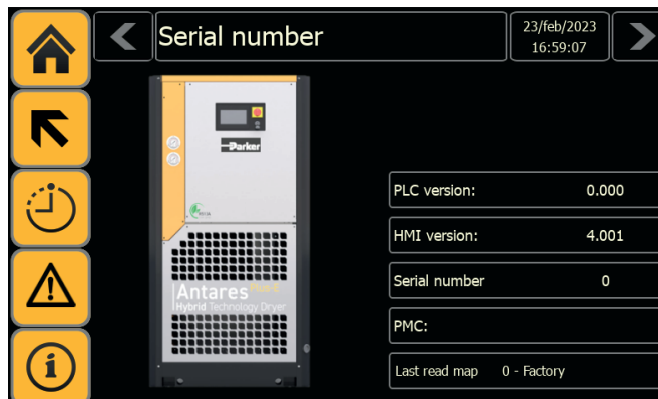 Serial number
23/feb/2023
16:59:07
Parker
Antares Plus-E
Hybrid Technology Dryer
PLC version: 0.000
HMI version: 4.001
Serial number 0
PMC:
Last read map 0 - Factory